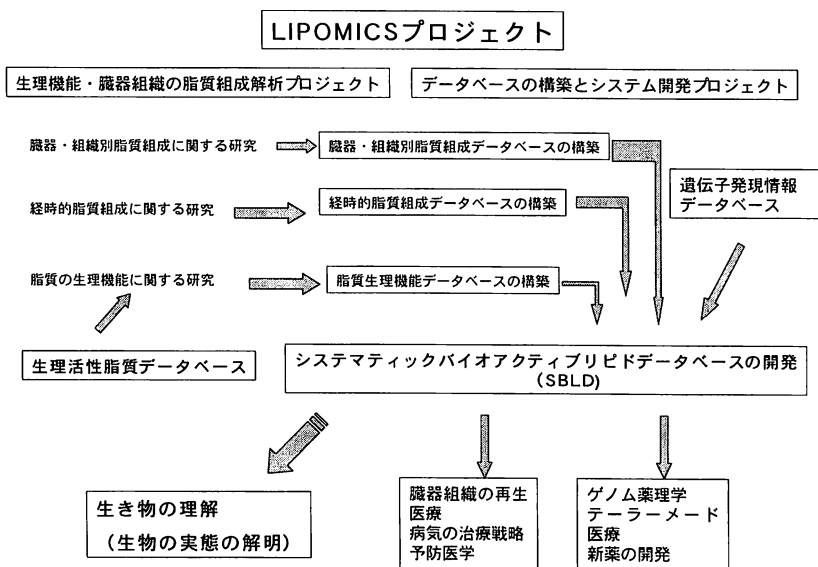 LIPOMICSプロジェクト
生理機能・臓器組織の脂質組成解析プロジェクト
データベースの構築とシステム開発プロジェクト
臓器・組織別脂質組成に関する研究
臓器・組織別脂質組成データベースの構築
遺伝子発現情報
データベース
経時的脂質組成に関する研究
経時的脂質組成データベースの構築
脂質の生理機能に関する研究
脂質生理機能データベースの構築
生理活性脂質データベース
システマティックバイオアクティブリピドデータベースの開発
(SBLD)
生き物の理解
(生物の実態の解明)
臓器組織の再生
医療
病気の治療戦略
予防医学
ゲノム薬理学
テーラーメード
医療
新薬の開発